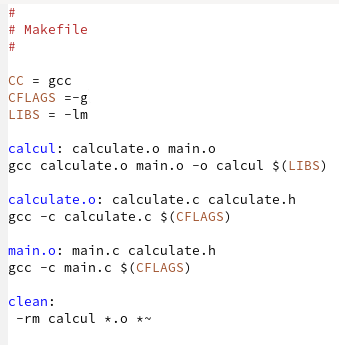 #
# Makefile
#
CC = gcc
CFLAGS =-g
LIBS = -lm
calcul: calculate.o main.o
gcc calculate.o main.o -o calcul $(LIBS)
calculate.o: calculate.c calculate.h
gcc -c calculate.c $(CFLAGS)
main.o: main.c calculate.h
gcc -c main.c $(CFLAGS)
clean:
-rm calcul *.o *~